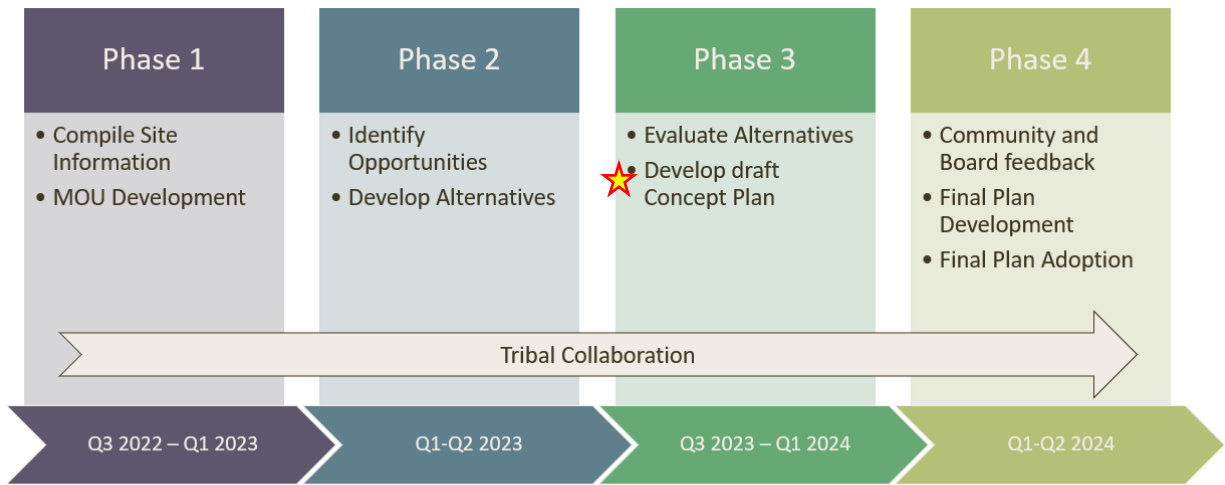 Phase 1
• Compile Site
Information
• MOU Development
Phase 2
• Identify
Opportunities
• Develop Alternatives
Phase 3
• Evaluate Alternatives
• Develop draft
Concept Plan
Phase 4
• Community and
Board feedback
• Final Plan
Development
• Final Plan Adoption
Tribal Collaboration
Q3 2022 – Q1 2023
Q1-Q2 2023
Q3 2023 – Q1 2024
Q1-Q2 2024